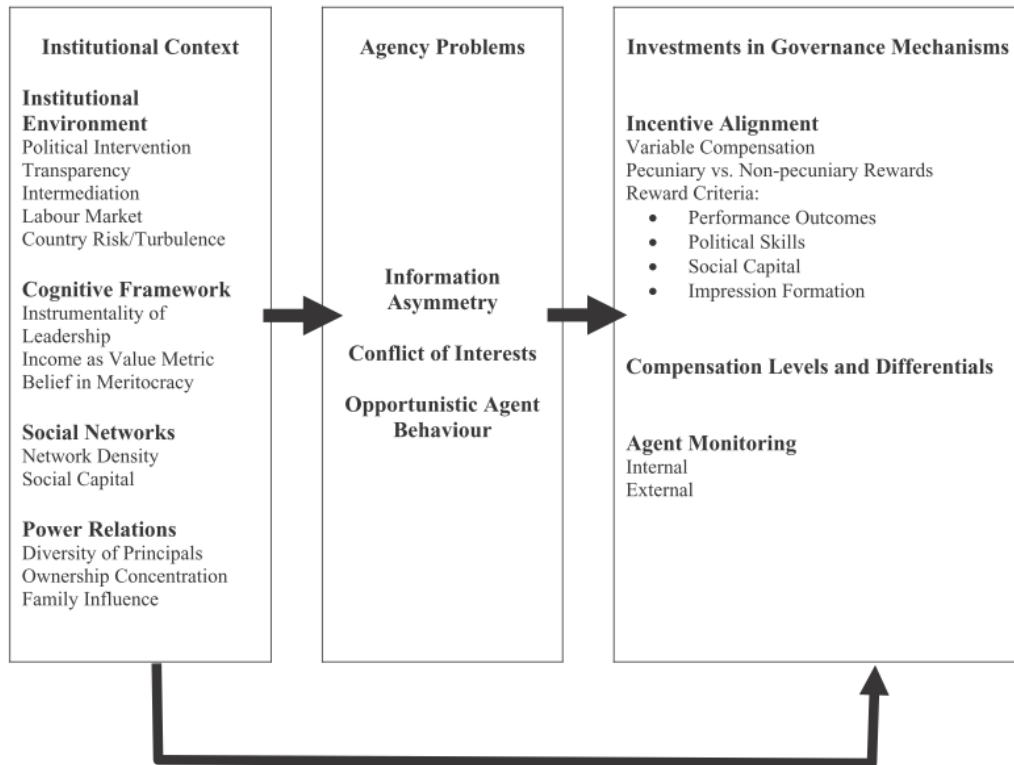 Institutional Context
Institutional
Environment
Political Intervention
Transparency
Intermediation
Labour Market
Country Risk/Turbulence
Cognitive Framework
Instrumentality of
Leadership
Income as Value Metric
Belief in Meritocracy
Social Networks
Network Density
Social Capital
Power Relations
Diversity of Principals
Ownership Concentration
Family Influence
Agency Problems
Information
Asymmetry
Conflict of Interests
Opportunistic Agent
Behaviour
Investments in Governance Mechanisms
Incentive Alignment
Variable Compensation
Pecuniary vs. Non-pecuniary Rewards
Reward Criteria:
• Performance Outcomes
• Political Skills
• Social Capital
• Impression Formation
Compensation Levels and Differentials
Agent Monitoring
Internal
External